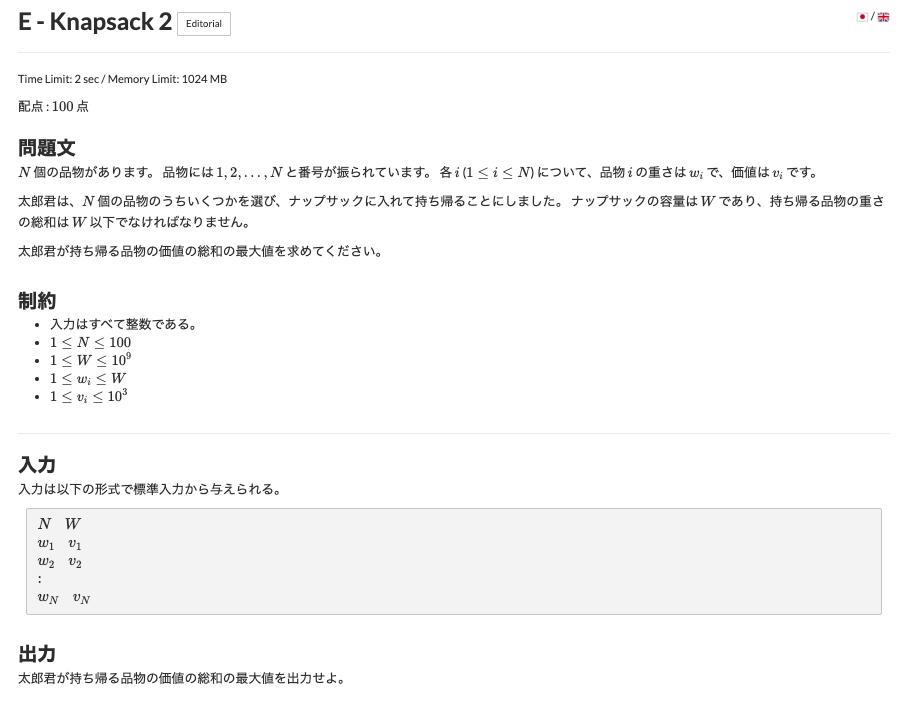 E - Knapsack 2 Editorial
/
Time Limit: 2 sec / Memory Limit: 1024 MB
配点 : 100 点
問題文
N 個の品物があります。 品物には 1, 2, . . . , N と番号が振られています。 各 i (1 ≤ i ≤ N) について、品物 i の重さは w_i で、価値は v_i です。
太郎君は、N 個の品物のうちいくつかを選び、ナップサックに入れて持ち帰ることにしました。 ナップサックの容量は W であり、持ち帰る品物の重さ
の総和は W 以下でなければなりません。
太郎君が持ち帰る品物の価値の総和の最大値を求めてください。
制約
• 入力はすべて整数である。
• 1 ≤ N ≤ 100
• 1 ≤ W ≤ 10^9
• 1 ≤ w_i ≤ W
• 1 ≤ v_i ≤ 10^3
入力
入力は以下の形式で標準入力から与えられる。
N W
w_1 v_1
w_2 v_2
:
w_N v_N
出力
太郎君が持ち帰る品物の価値の総和の最大値を出力せよ。